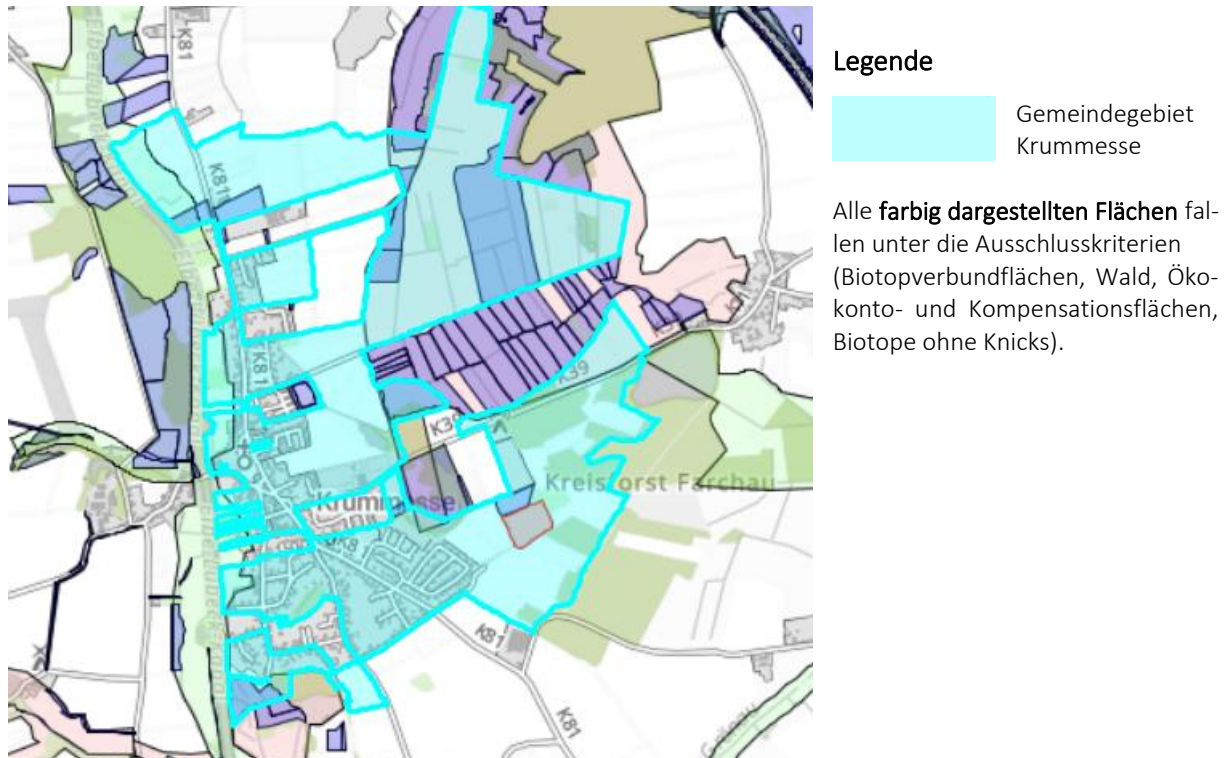 K81
K81
K81
K39
K39
Kreisforst Farchau
Krummesse
K8
K81
K81
Legende
Gemeindegebiet
Krummesse
Alle farbig dargestellten Flächen fal-
len unter die Ausschlusskriterien
(Biotopverbundflächen, Wald, Öko-
konto- und Kompensationsflächen,
Biotope ohne Knicks).